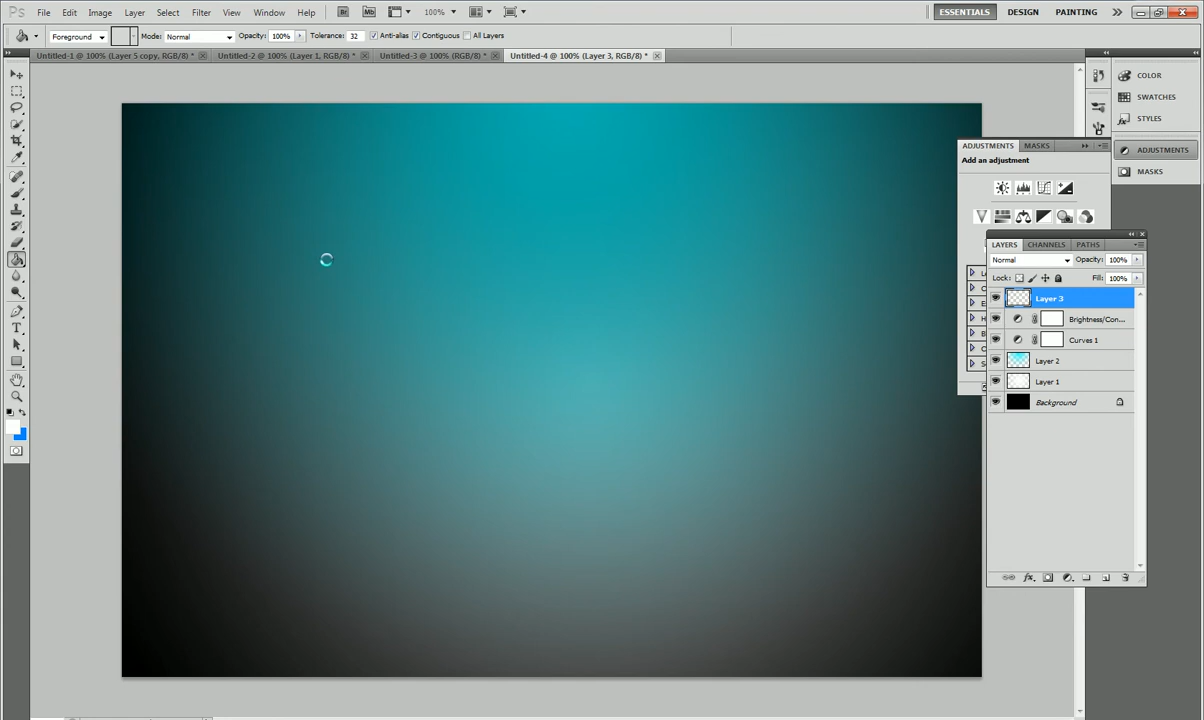 Ps File Edit Image Layer Select Filter Analysis View Window Help Br Mb 100% ESSENTIALS DESIGN PAINTING
Foreground Mode: Normal Opacity: 100% Tolerance: 32 Anti-alias Contiguous All Layers
Untitled-1 @ 100% (Layer 5 copy, RGB/8) * Untitled-2 @ 100% (Layer 1, RGB/8) * Untitled-3 @ 100% (RGB/8) * Untitled-4 @ 100% (Layer 3, RGB/8) *
COLOR
SWATCHES
STYLES
ADJUSTMENTS
MASKS
ADJUSTMENTS MASKS
Add an adjustment
LAYERS CHANNELS PATHS
Normal Opacity: 100%
Lock: Fill: 100%
Layer 3
Brightness/Con...
Curves 1
Layer 2
Layer 1
Background